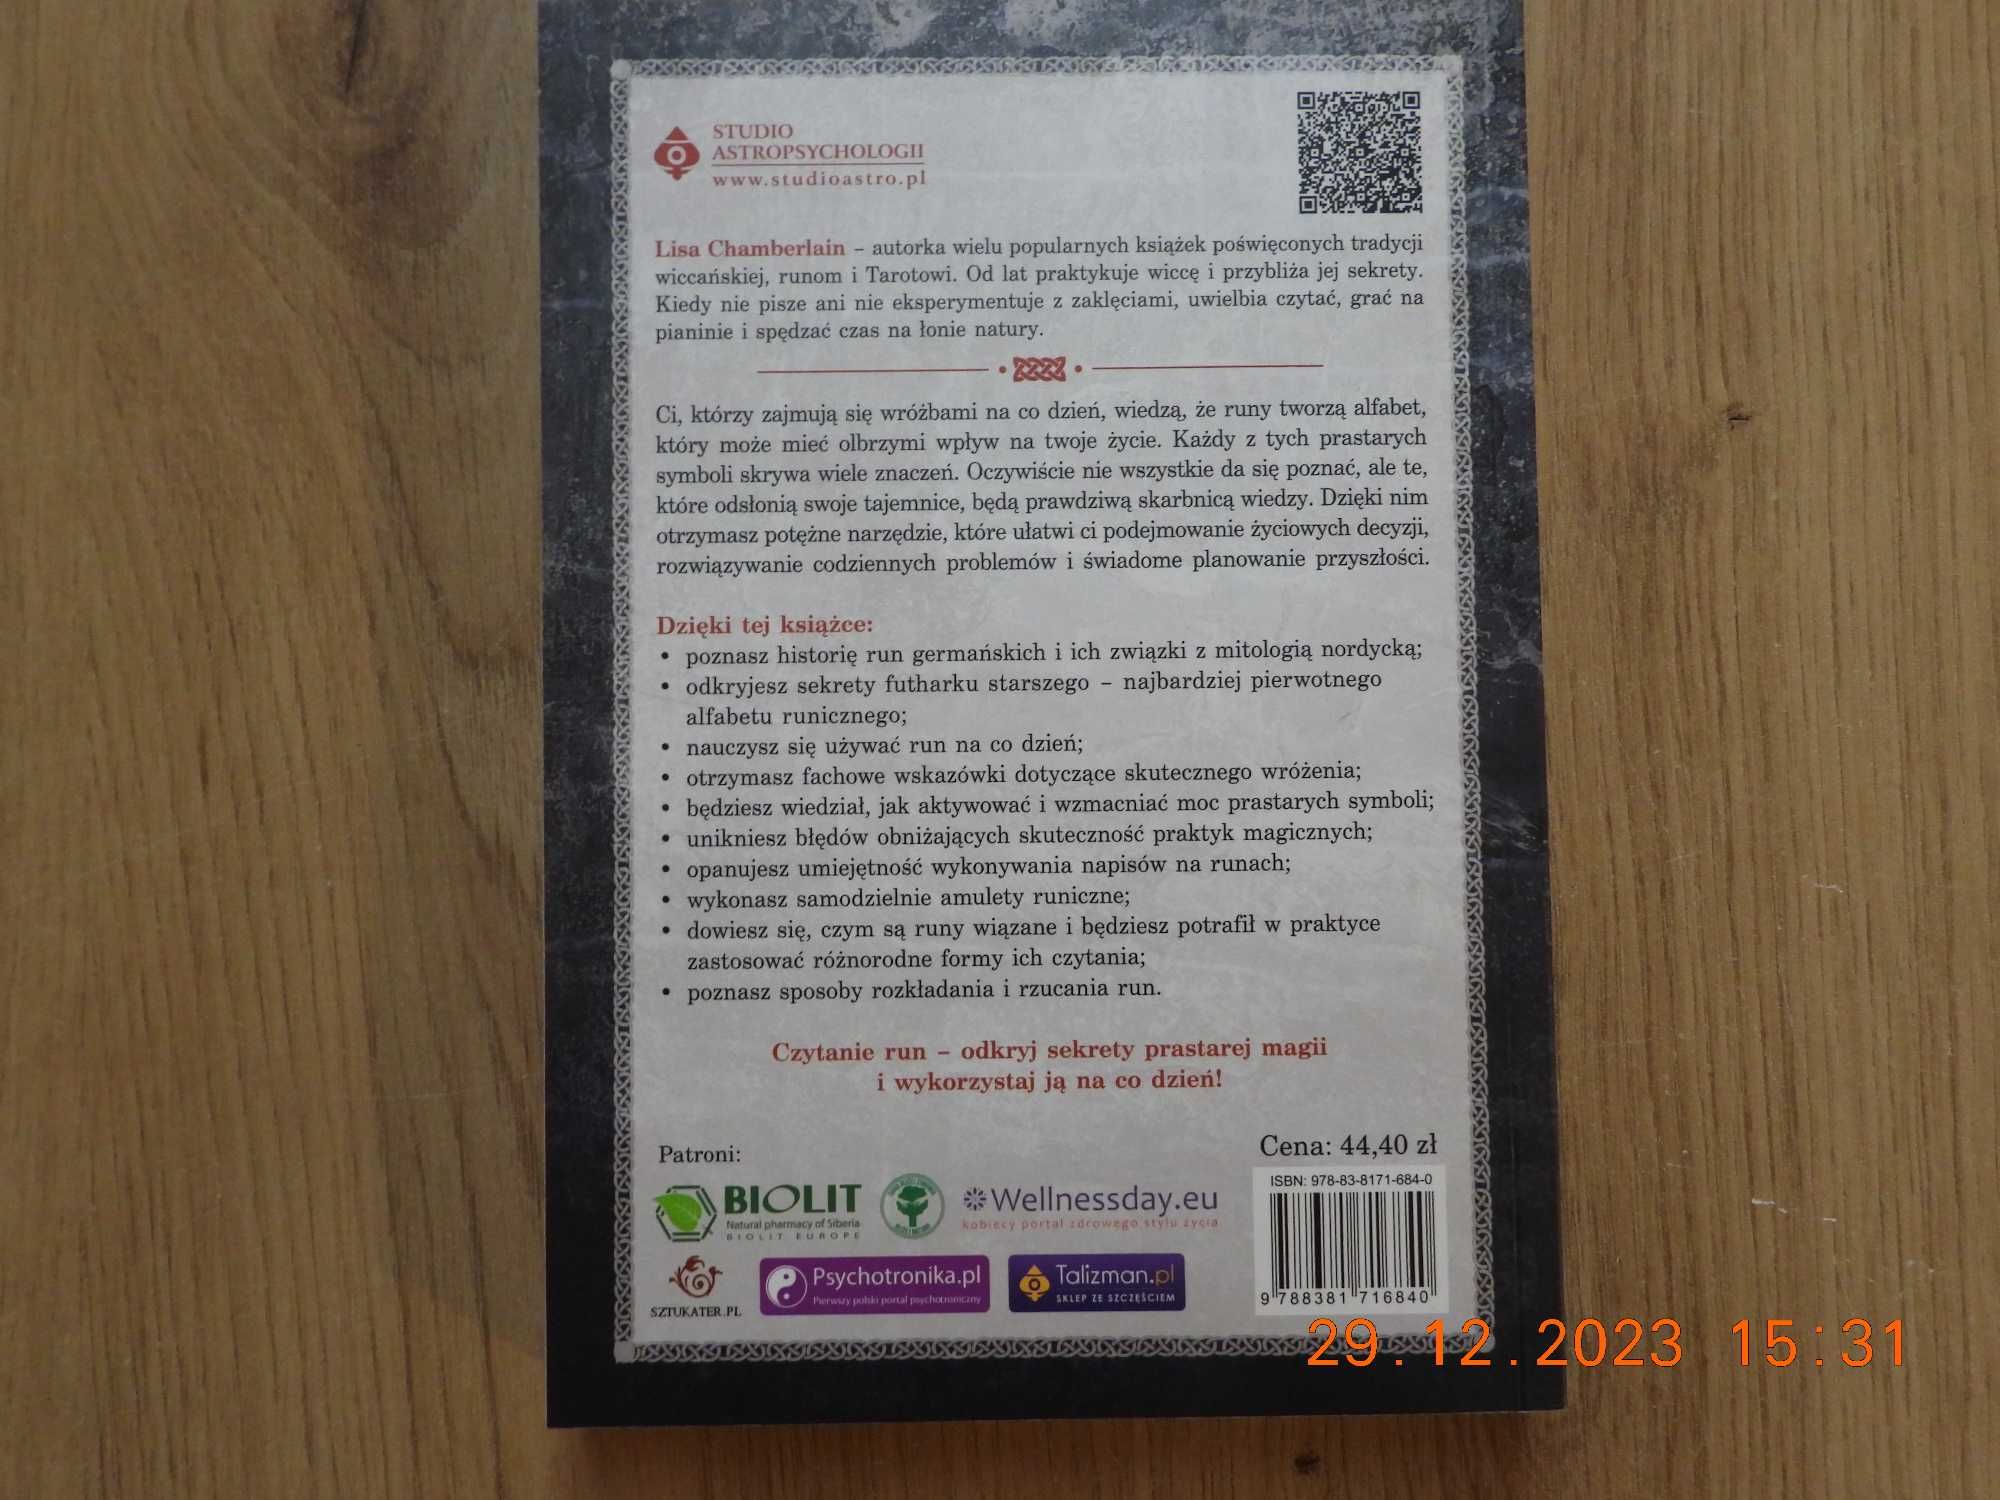 STUDIO
ASTROPSYCHOLOGII
www.studioastro.pl
Lisa Chamberlain – autorka wielu popularnych książek poświęconych tradycji
wiccańskiej, runom i Tarotowi. Od lat praktykuje wiccę i przybliża jej sekrety.
Kiedy nie pisze ani nie eksperymentuje z zaklęciami, uwielbia czytać, grać na
pianinie i spędzać czas na łonie natury.
Ci, którzy zajmują się wróżbami na co dzień, wiedzą, że runy tworzą alfabet,
który może mieć olbrzymi wpływ na twoje życie. Każdy z tych prastarych
symboli skrywa wiele znaczeń. Oczywiście nie wszystkie da się poznać, ale te,
które odsłonią swoje tajemnice, będą prawdziwą skarbnicą wiedzy. Dzięki nim
otrzymasz potężne narzędzie, które ułatwi ci podejmowanie życiowych decyzji,
rozwiązywanie codziennych problemów i świadome planowanie przyszłości.
Dzięki tej książce:
• poznasz historię run germańskich i ich związki z mitologią nordycką;
• odkryjesz sekrety futharku starszego – najbardziej pierwotnego
alfabetu runicznego;
• nauczysz się używać run na co dzień;
• otrzymasz fachowe wskazówki dotyczące skutecznego wróżenia;
• będziesz wiedział, jak aktywować i wzmacniać moc prastarych symboli;
• unikniesz błędów obniżających skuteczność praktyk magicznych;
• opanujesz umiejętność wykonywania napisów na runach;
• wykonasz samodzielnie amulety runiczne;
• dowiesz się, czym są runy wiązane i będziesz potrafił w praktyce
zastosować różnorodne formy ich czytania;
• poznasz sposoby rozkładania i rzucania run.
Czytanie run – odkryj sekrety prastarej magii
i wykorzystaj ją na co dzień!
Patroni:
Cena: 44,40 zł
ISBN: 978-83-8171-684-0
BIOLIT
Natural pharmacy of Siberia
BIOLIT EUROPE
Wellnessday.eu
kobiecy portal zdrowego stylu życia
SZTUKATER.PL
Psychotronika.pl
Pierwszy polski portal psychotroniczny
Talizman.pl
SKLEP ZE SZCZĘŚCIEM
9 788381 716840
29.12.2023 15:31